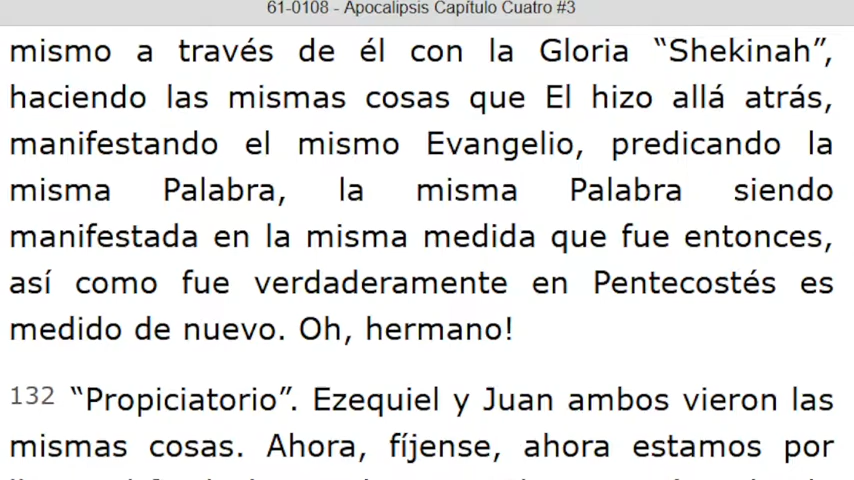 61-0108 - Apocalipsis Capítulo Cuatro #3
mismo a través de él con la Gloria “Shekinah”,
haciendo las mismas cosas que El hizo allá atrás,
manifestando el mismo Evangelio, predicando la
misma Palabra, la misma Palabra siendo
manifestada en la misma medida que fue entonces,
así como fue verdaderamente en Pentecostés es
medido de nuevo. Oh, hermano!
132 “Propiciatorio”. Ezequiel y Juan ambos vieron las
mismas cosas. Ahora, fíjense, ahora estamos por